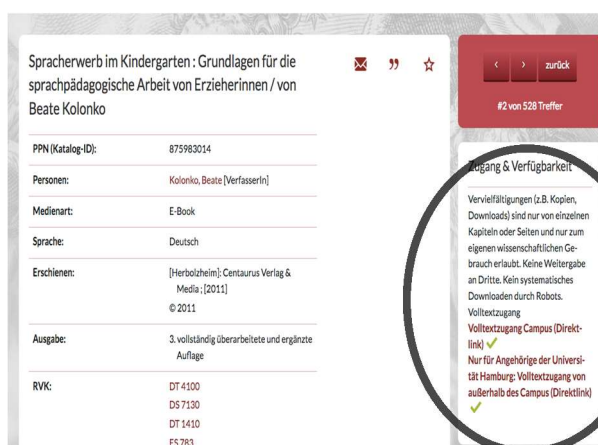 Spracherwerb im Kindergarten : Grundlagen für die
sprachpädagogische Arbeit von Erzieherinnen / von
Beate Kolonko
PPN (Katalog-ID): 875983014
Personen: Kolonko, Beate [VerfasserIn]
Medienart: E-Book
Sprache: Deutsch
Erschienen: [Herbolzheim]: Centaurus Verlag &
Media ; [2011]
© 2011
Ausgabe: 3. vollständig überarbeitete und ergänzte
Auflage
RVK: DT 4100
DS 7130
DT 1410
ES 783
‹ › zurück
#2 von 528 Treffer
Zugang & Verfügbarkeit
Vervielfältigungen (z.B. Kopien,
Downloads) sind nur von einzelnen
Kapiteln oder Seiten und nur zum
eigenen wissenschaftlichen Ge-
brauch erlaubt. Keine Weitergabe
an Dritte. Kein systematisches
Downloaden durch Robots.
Volltextzugang
Volltextzugang Campus (Direkt-
link)
Nur für Angehörige der Universi-
tät Hamburg: Volltextzugang von
außerhalb des Campus (Direktlink)